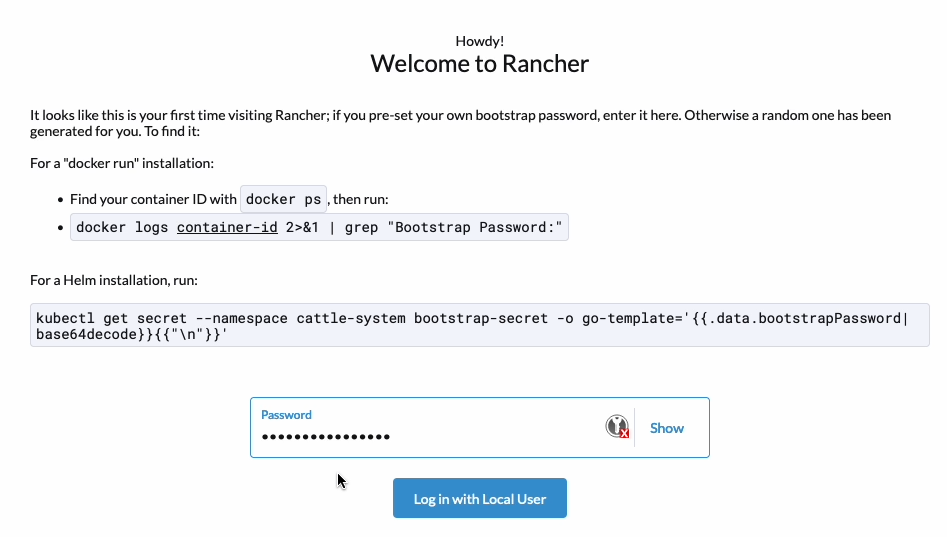 Howdy!
Welcome to Rancher
It looks like this is your first time visiting Rancher; if you pre-set your own bootstrap password, enter it here. Otherwise a random one has been
generated for you. To find it:
For a "docker run" installation:
• Find your container ID with docker ps, then run:
• docker logs container-id 2>&1 | grep "Bootstrap Password:"
For a Helm installation, run:
kubectl get secret --namespace cattle-system bootstrap-secret -o go-template='{{.data.bootstrapPassword|
base64decode}}{{"\n"}}'
Password
••••••••••••••••
Show
Log in with Local User